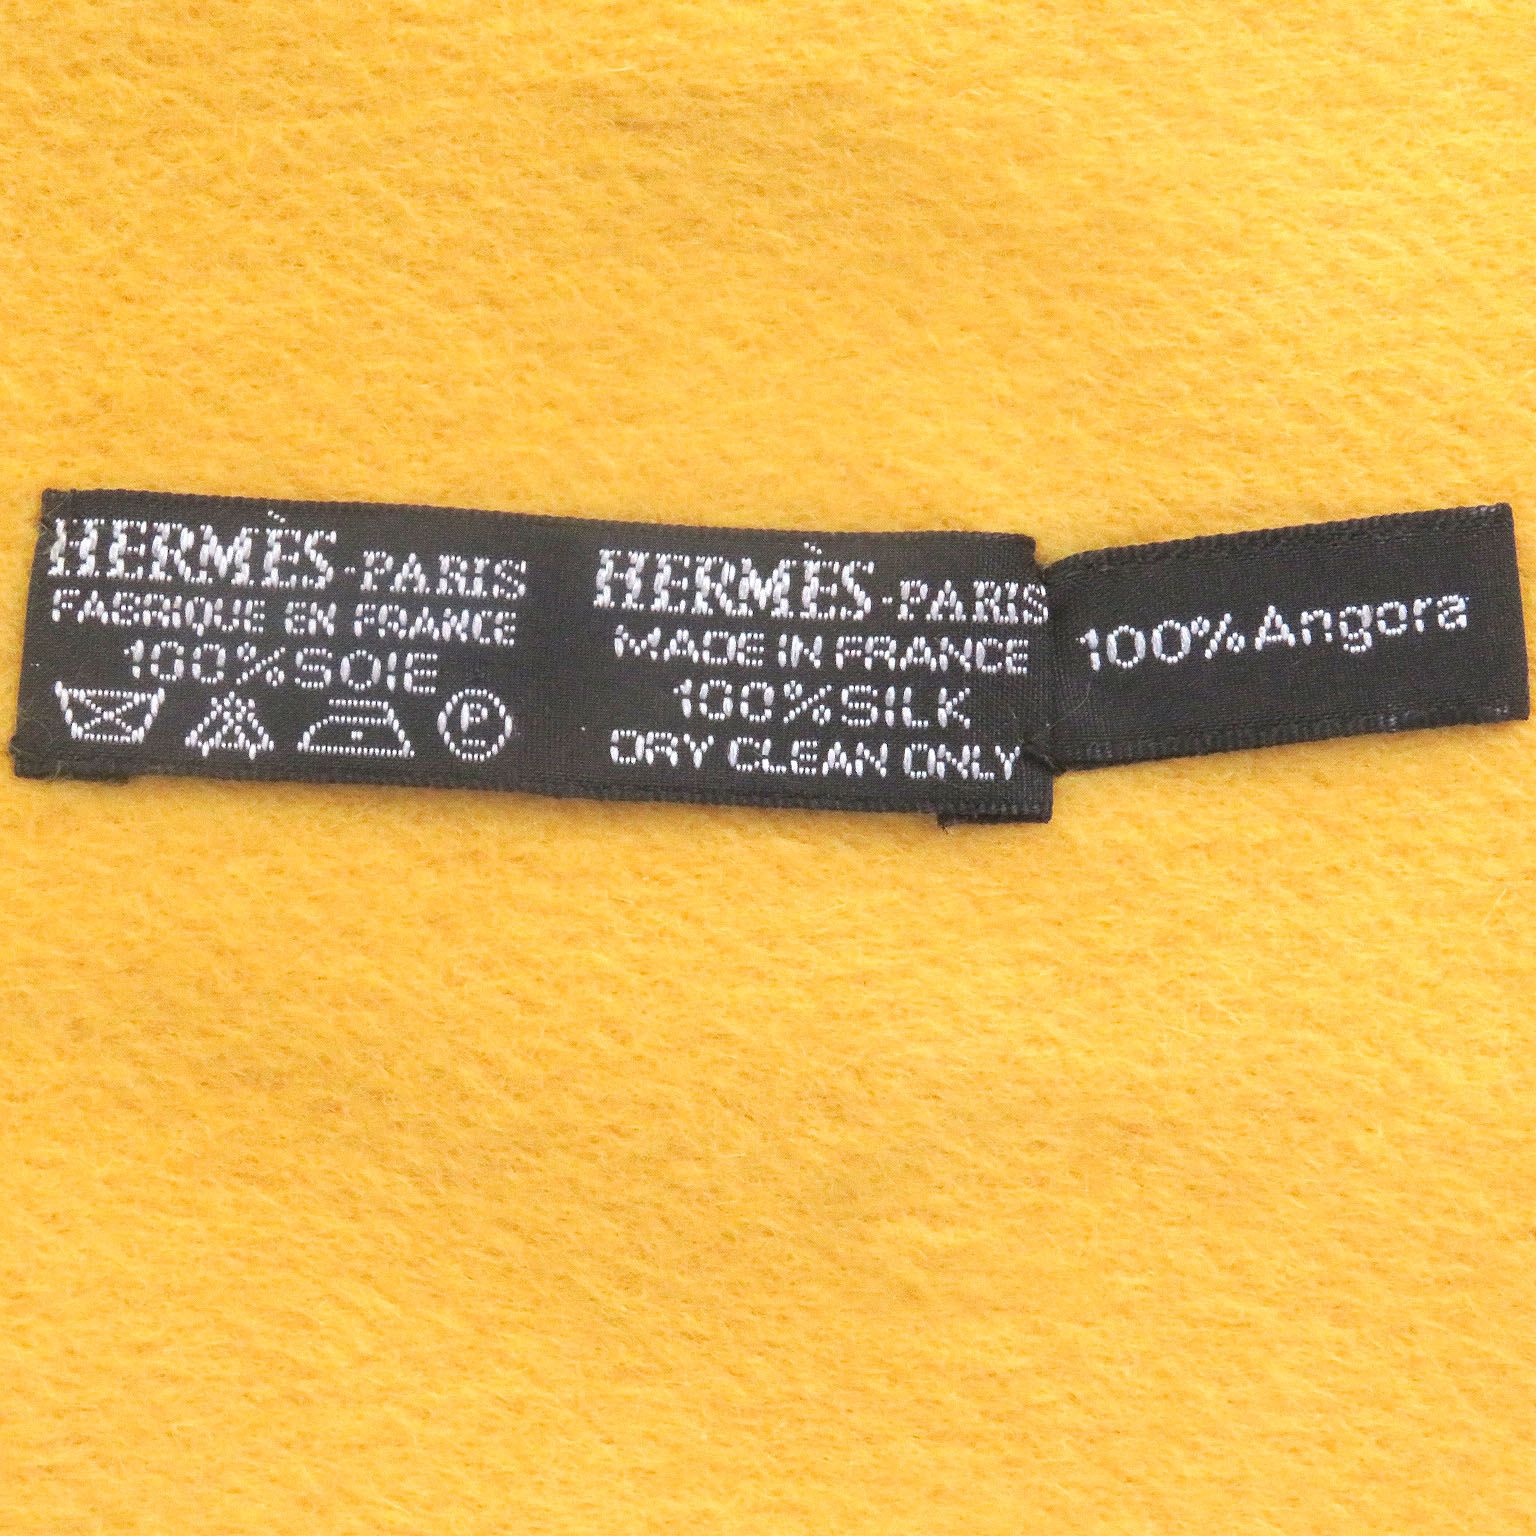 HERMÈS-PARIS
FABRIQUE EN FRANCE
100% SOIE
P
HERMÈS-PARIS
MADE IN FRANCE
100% SILK
DRY CLEAN ONLY
100% Angora